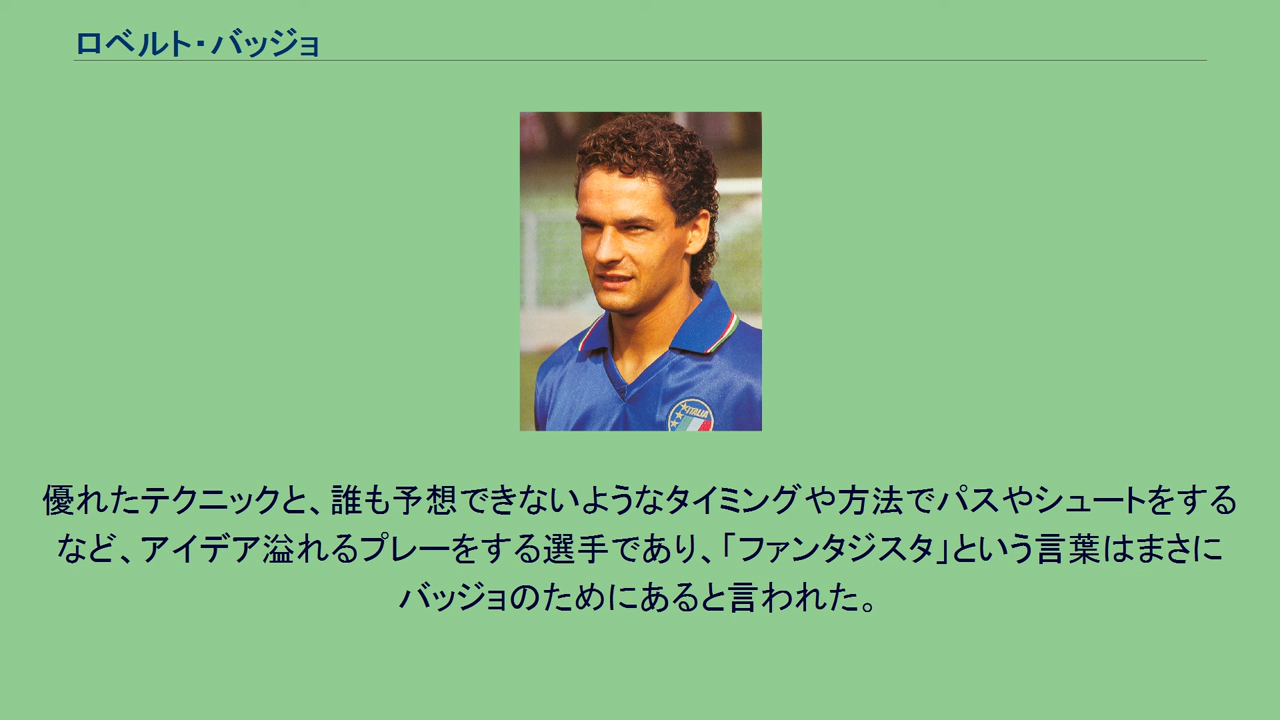 ロベルト・バッジョ
ITALIA
優れたテクニックと、誰も予想できないようなタイミングや方法でパスやシュートをする
など、アイデア溢れるプレーをする選手であり、「ファンタジスタ」という言葉はまさに
バッジョのためにあると言われた。